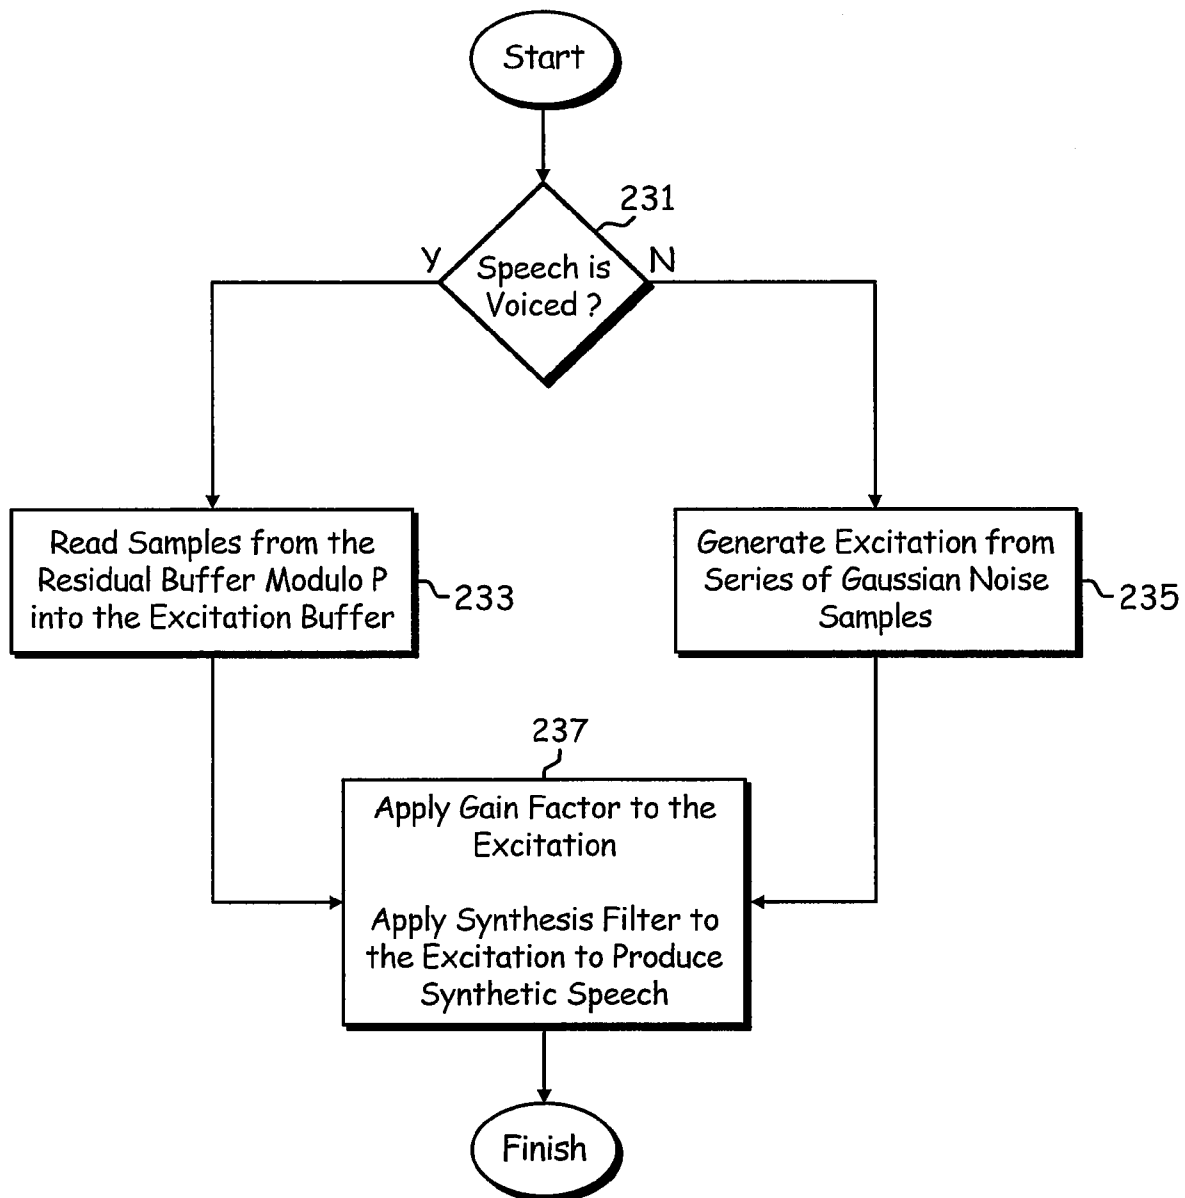 Start
231
Y
N
Speech is
Voiced ?
Read Samples from the
Residual Buffer Modulo P
into the Excitation Buffer
233
Generate Excitation from
Series of Gaussian Noise
Samples
235
237
Apply Gain Factor to the
Excitation
Apply Synthesis Filter to
the Excitation to Produce
Synthetic Speech
Finish